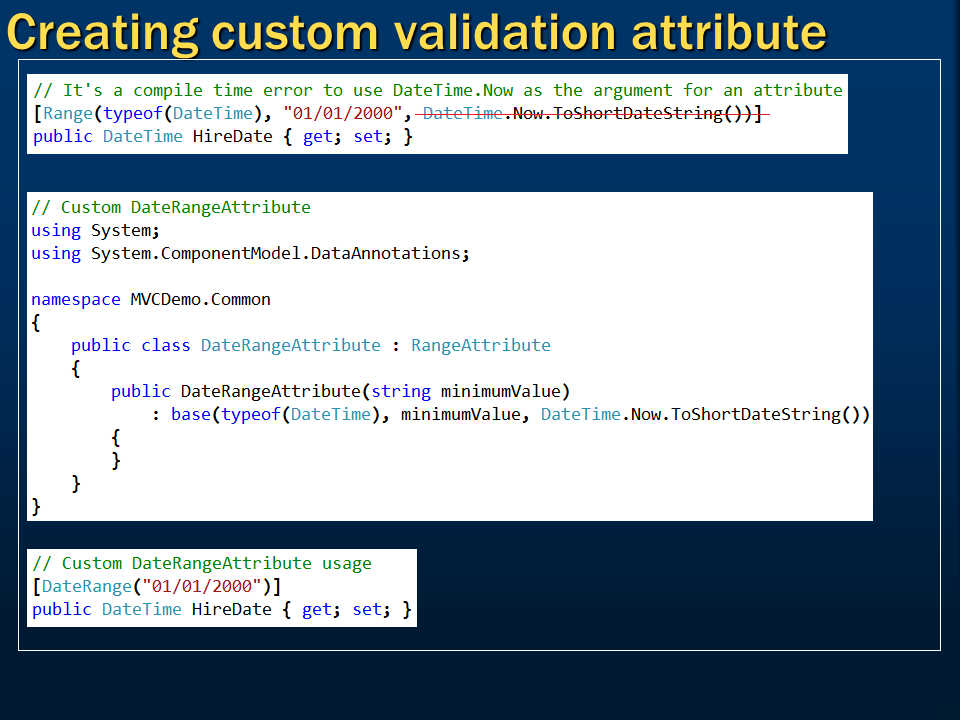 Creating custom validation attribute
// It's a compile time error to use DateTime.Now as the argument for an attribute
[Range(typeof(DateTime), "01/01/2000", DateTime.Now.ToShortDateString())]
public DateTime HireDate { get; set; }
// Custom DateRangeAttribute
using System;
using System.ComponentModel.DataAnnotations;
namespace MVCDemo.Common
{
    public class DateRangeAttribute : RangeAttribute
    {
        public DateRangeAttribute(string minimumValue)
            : base(typeof(DateTime), minimumValue, DateTime.Now.ToShortDateString())
        {
        }
    }
}
// Custom DateRangeAttribute usage
[DateRange("01/01/2000")]
public DateTime HireDate { get; set; }